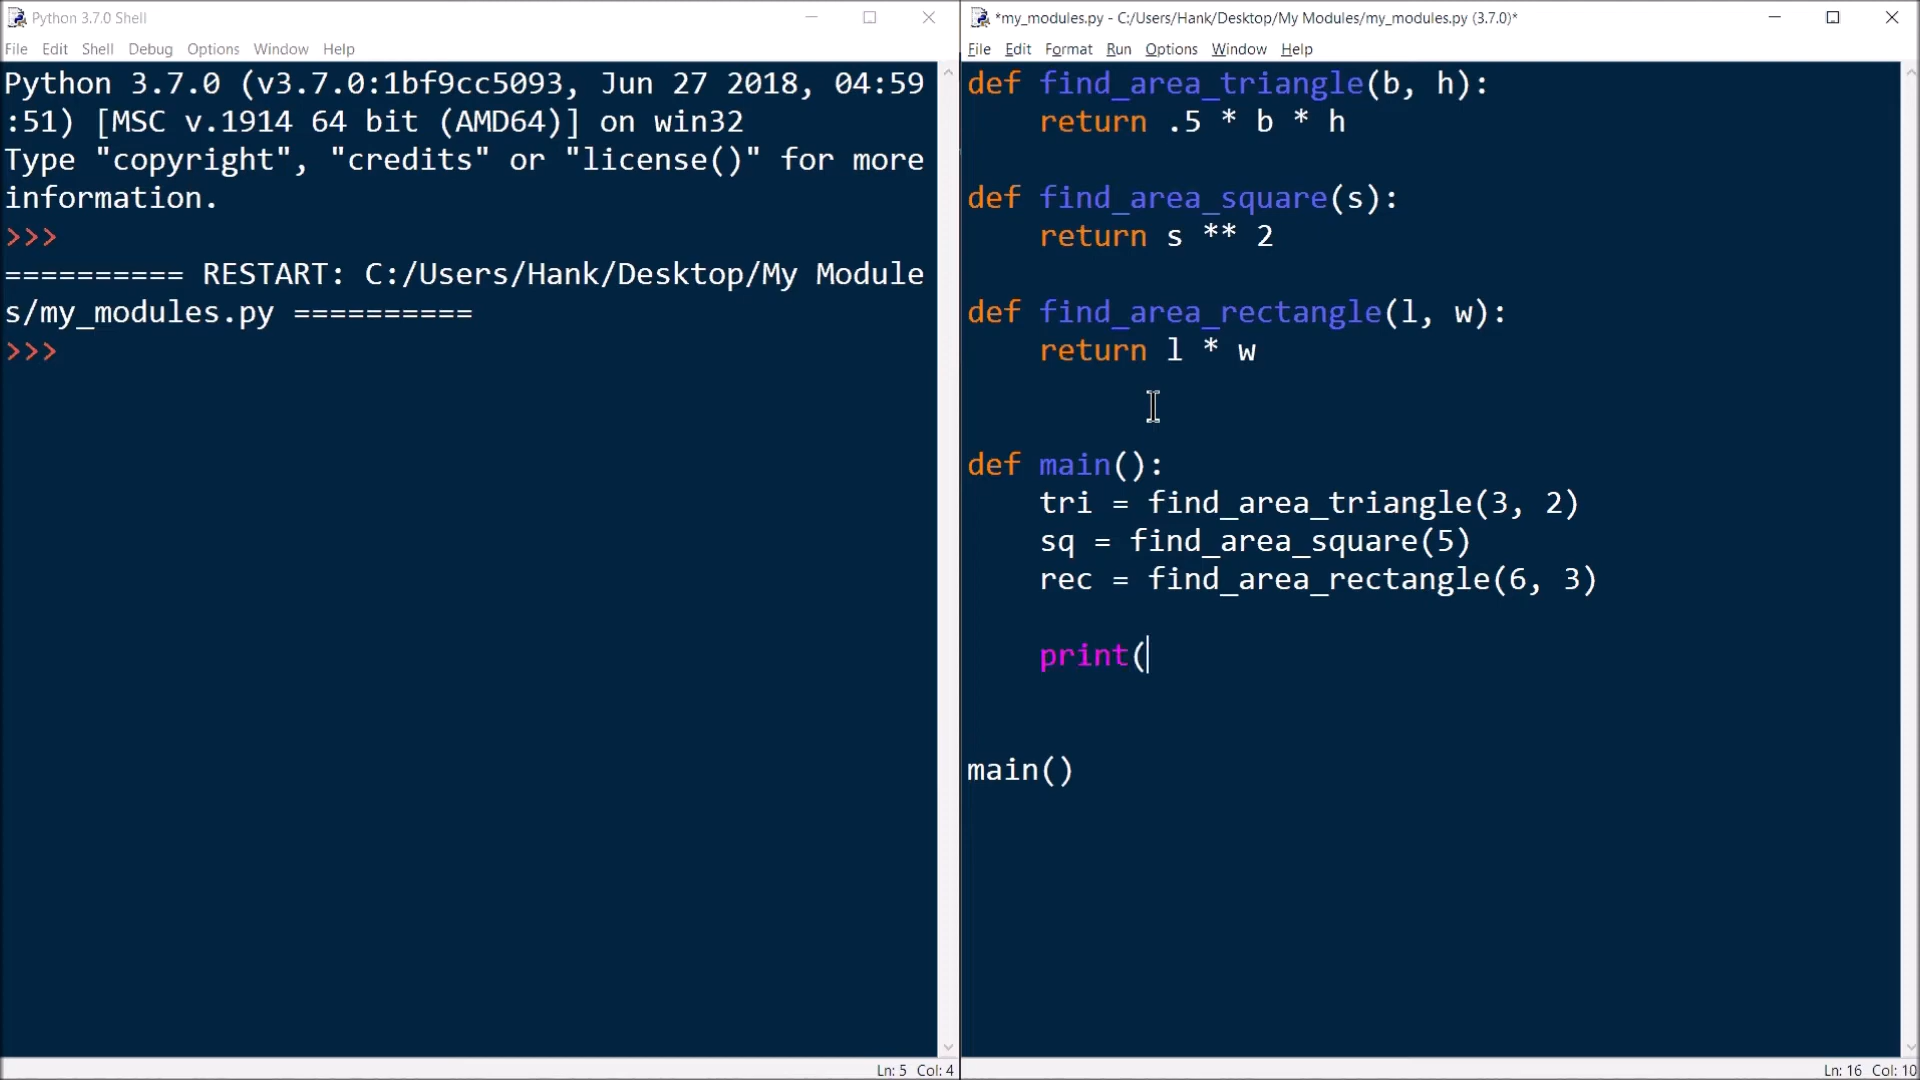 Python 3.7.0 Shell
File Edit Shell Debug Options Window Help
Python 3.7.0 (v3.7.0:1bf9cc5093, Jun 27 2018, 04:59
:51) [MSC v.1914 64 bit (AMD64)] on win32
Type "copyright", "credits" or "license()" for more
information.
>>>
========== RESTART: C:/Users/Hank/Desktop/My Module
s/my_modules.py ==========
>>>
Ln: 5 Col: 4
*my_modules.py - C:/Users/Hank/Desktop/My Modules/my_modules.py (3.7.0)*
File Edit Format Run Options Window Help
def find_area_triangle(b, h):
    return .5 * b * h
def find_area_square(s):
    return s ** 2
def find_area_rectangle(l, w):
    return l * w
def main():
    tri = find_area_triangle(3, 2)
    sq = find_area_square(5)
    rec = find_area_rectangle(6, 3)
    print(
main()
Ln: 16 Col: 10